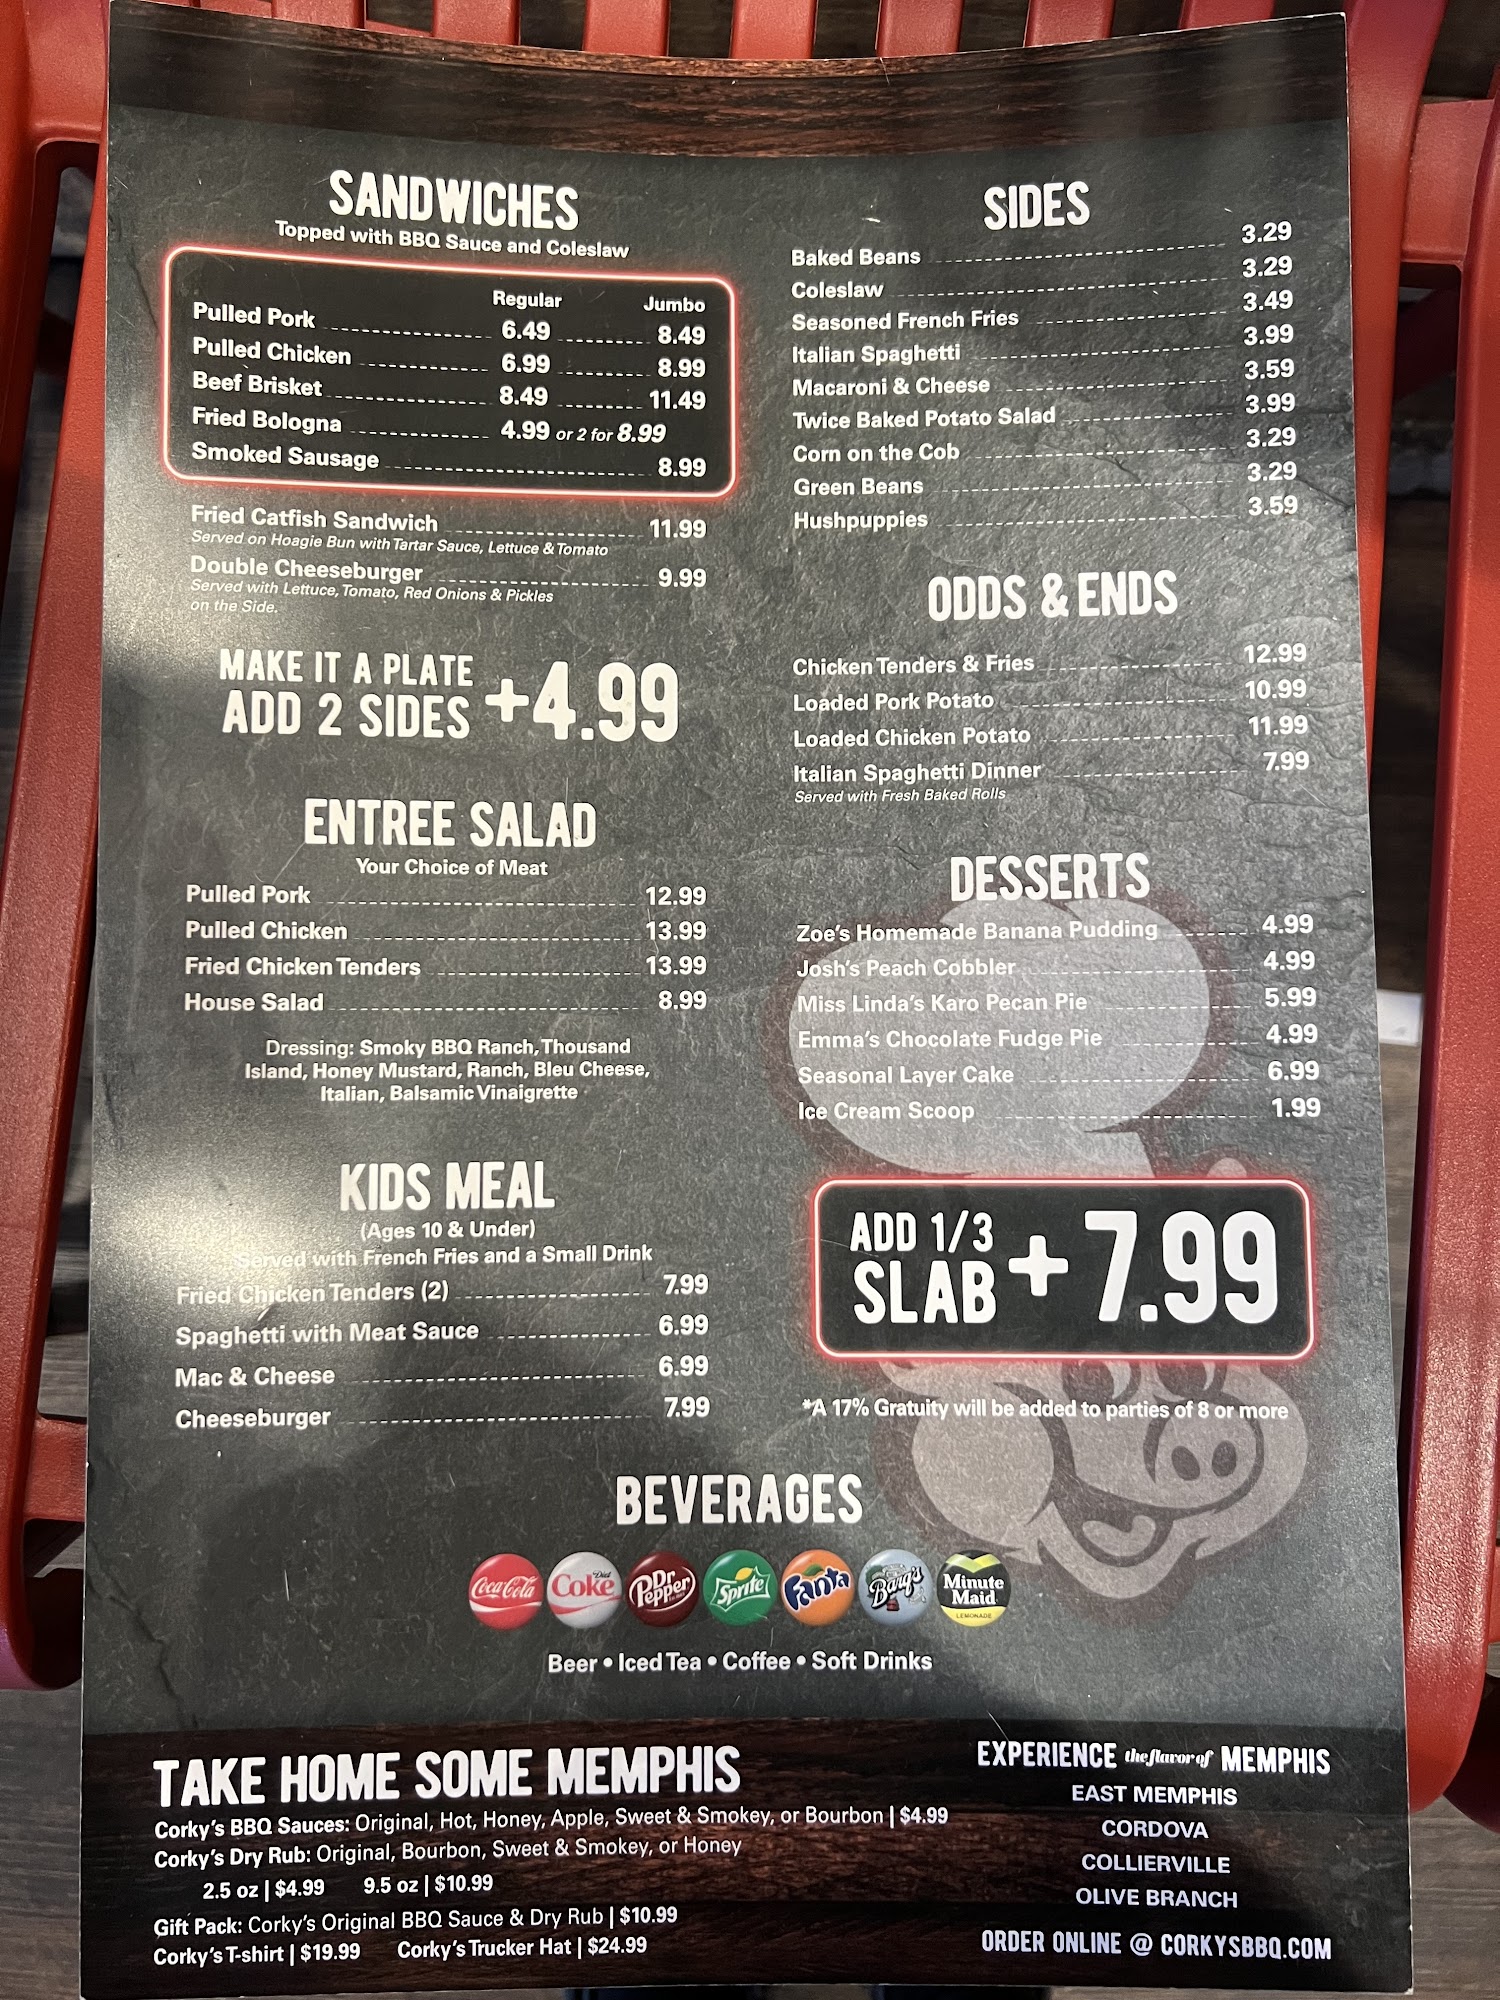 SANDWICHES
Topped with BBQ Sauce and Coleslaw
Regular Jumbo
Pulled Pork 6.49 8.49
Pulled Chicken 6.99 8.99
Beef Brisket 8.49 11.49
Fried Bologna 4.99 or 2 for 8.99
Smoked Sausage 8.99
Fried Catfish Sandwich 11.99
Served on Hoagie Bun with Tartar Sauce, Lettuce & Tomato
Double Cheeseburger 9.99
Served with Lettuce, Tomato, Red Onions & Pickles
on the Side.
MAKE IT A PLATE
ADD 2 SIDES +4.99
ENTREE SALAD
Your Choice of Meat
Pulled Pork 12.99
Pulled Chicken 13.99
Fried Chicken Tenders 13.99
House Salad 8.99
Dressing: Smoky BBQ Ranch, Thousand
Island, Honey Mustard, Ranch, Bleu Cheese,
Italian, Balsamic Vinaigrette
KIDS MEAL
(Ages 10 & Under)
Served with French Fries and a Small Drink
Fried Chicken Tenders (2) 7.99
Spaghetti with Meat Sauce 6.99
Mac & Cheese 6.99
Cheeseburger 7.99
SIDES
Baked Beans 3.29
Coleslaw 3.29
Seasoned French Fries 3.49
Italian Spaghetti 3.99
Macaroni & Cheese 3.59
Twice Baked Potato Salad 3.99
Corn on the Cob 3.29
Green Beans 3.29
Hushpuppies 3.59
ODDS & ENDS
Chicken Tenders & Fries 12.99
Loaded Pork Potato 10.99
Loaded Chicken Potato 11.99
Italian Spaghetti Dinner 7.99
Served with Fresh Baked Rolls
DESSERTS
Zoe's Homemade Banana Pudding 4.99
Josh's Peach Cobbler 4.99
Miss Linda's Karo Pecan Pie 5.99
Emma's Chocolate Fudge Pie 4.99
Seasonal Layer Cake 6.99
Ice Cream Scoop 1.99
ADD 1/3
SLAB + 7.99
*A 17% Gratuity will be added to parties of 8 or more
BEVERAGES
Coca-Cola Diet Coke Dr Pepper Sprite Fanta Barq's Minute Maid LEMONADE
Beer • Iced Tea • Coffee • Soft Drinks
TAKE HOME SOME MEMPHIS
Corky's BBQ Sauces: Original, Hot, Honey, Apple, Sweet & Smokey, or Bourbon | $4.99
Corky's Dry Rub: Original, Bourbon, Sweet & Smokey, or Honey
2.5 oz | $4.99 9.5 oz | $10.99
Gift Pack: Corky's Original BBQ Sauce & Dry Rub | $10.99
Corky's T-shirt | $19.99 Corky's Trucker Hat | $24.99
EXPERIENCE the flavor of MEMPHIS
EAST MEMPHIS
CORDOVA
COLLIERVILLE
OLIVE BRANCH
ORDER ONLINE @ CORKYSBBQ.COM